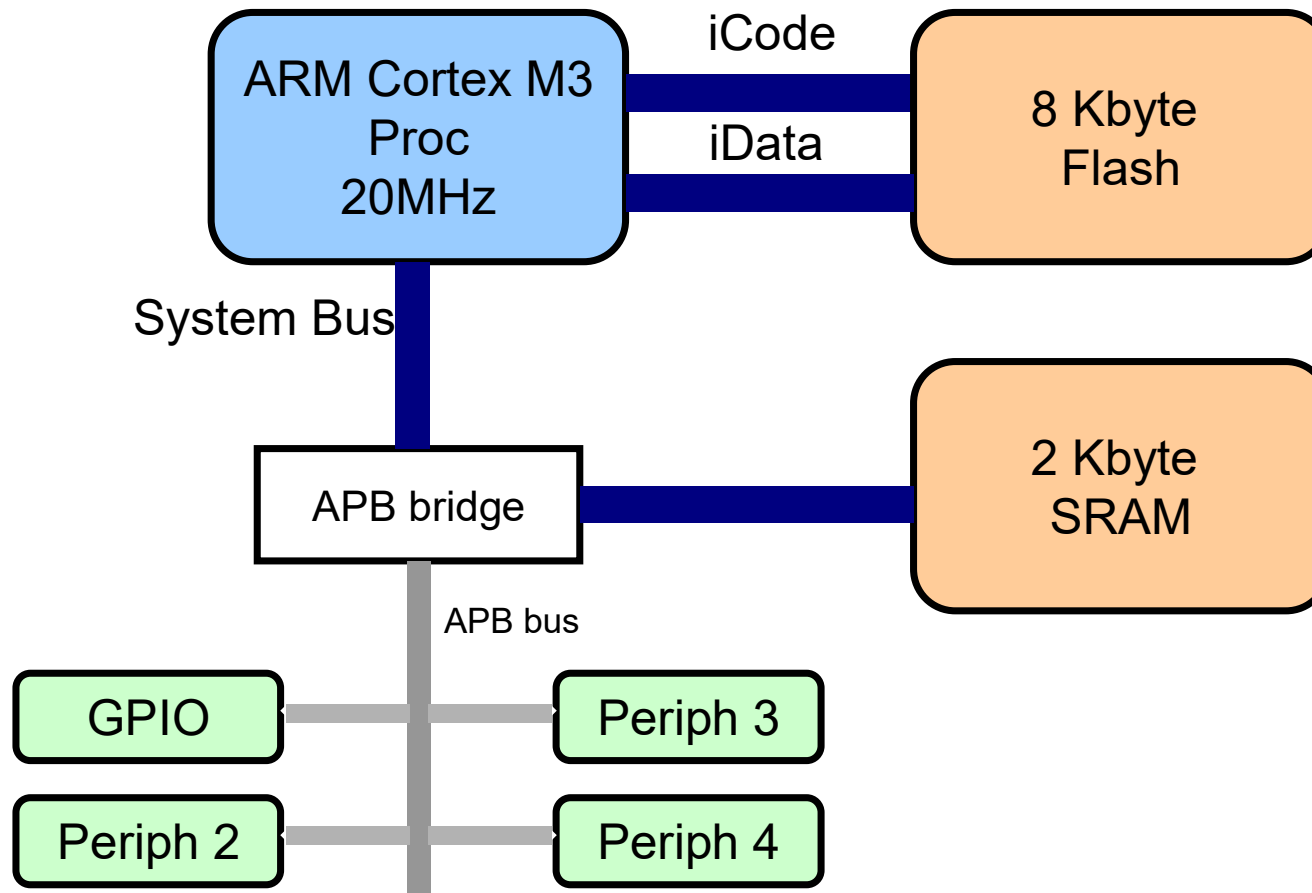 ARM Cortex M3
Proc
20MHz
iCode
iData
8 Kbyte
Flash
System Bus
APB bridge
2 Kbyte
SRAM
APB bus
GPIO
Periph 3
Periph 2
Periph 4